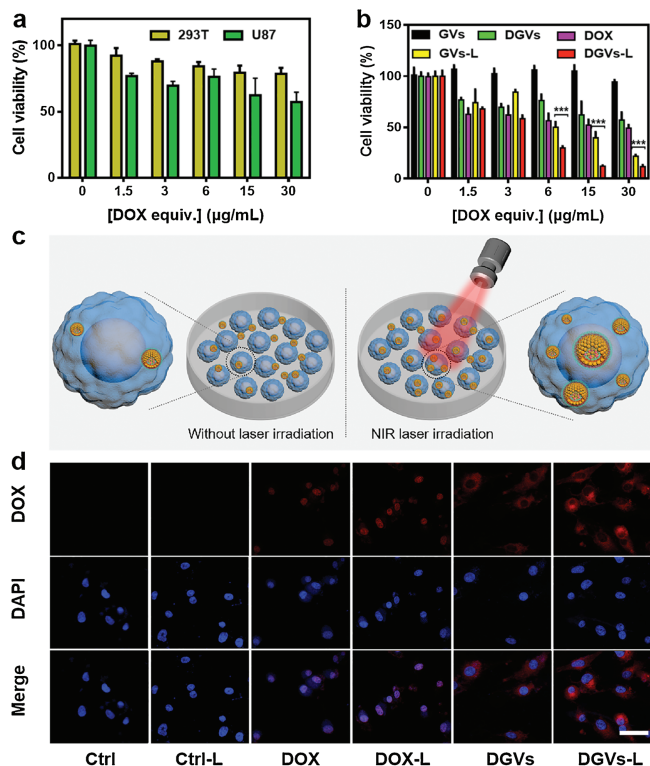 a
293T U87
Cell viability (%)
100
50
0
0 1.5 3 6 15 30
[DOX equiv.] (µg/mL)
b
GVs DGVs DOX
GVs-L DGVs-L
Cell viability (%)
150
100
50
0
*** *** ***
0 1.5 3 6 15 30
[DOX equiv.] (µg/mL)
c
Without laser irradiation NIR laser irradiation
d
DOX
DAPI
Merge
Ctrl Ctrl-L DOX DOX-L DGVs DGVs-L